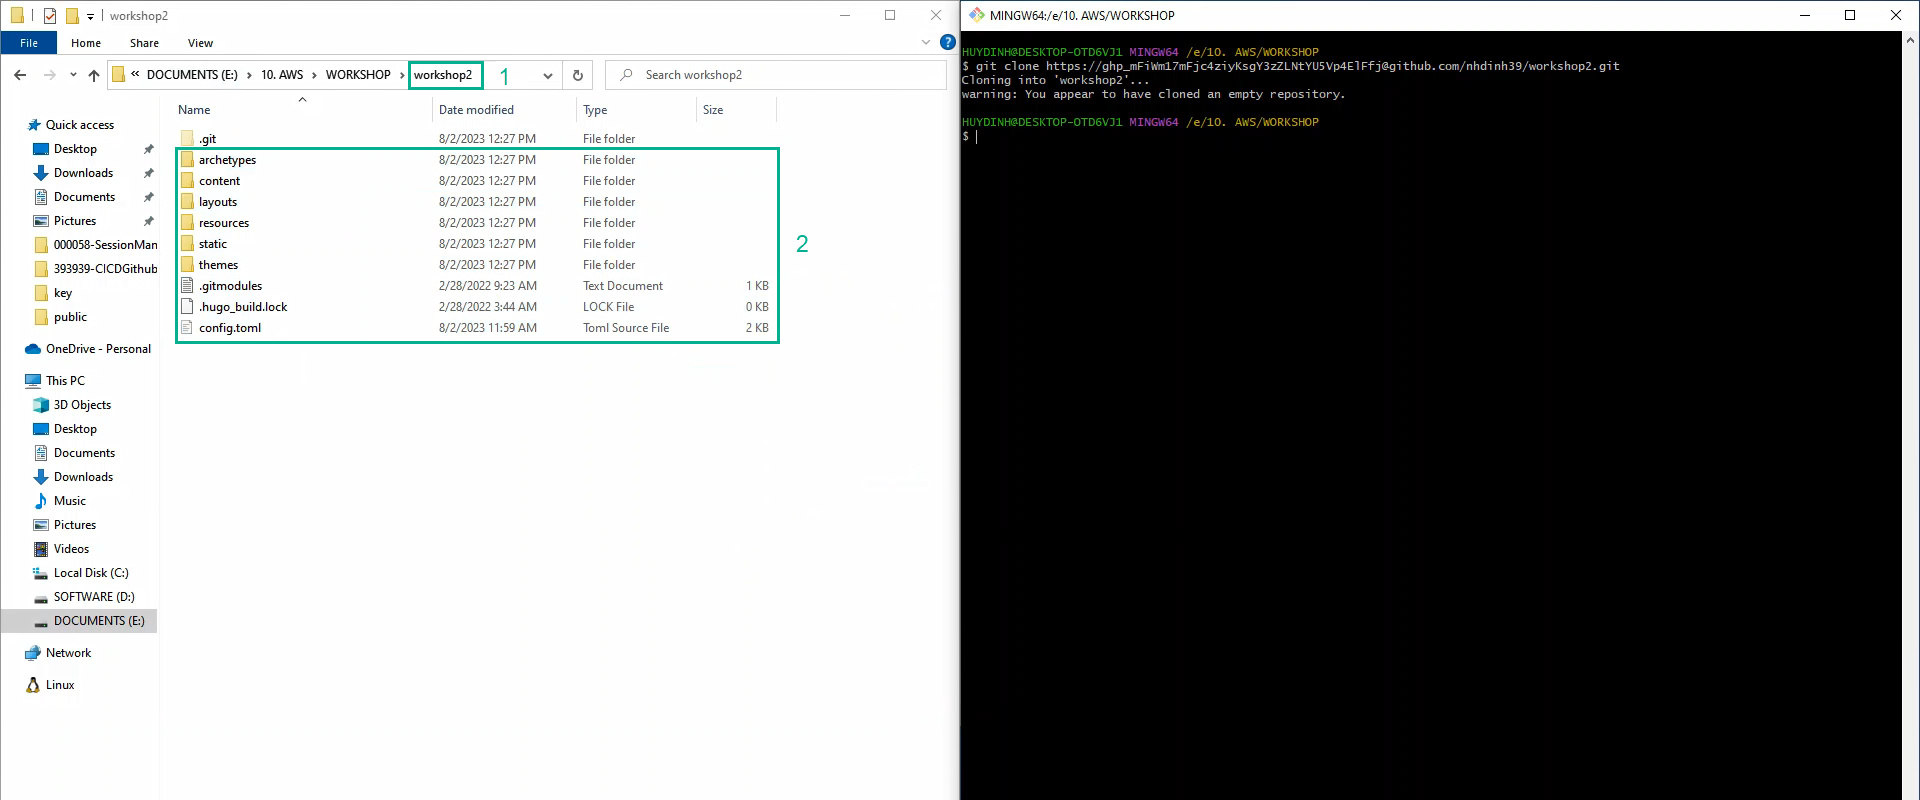 workshop2
File Home Share View
« DOCUMENTS (E:) > 10. AWS > WORKSHOP > workshop2 1
Search workshop2
Quick access
Desktop
Downloads
Documents
Pictures
000058-SessionMan
393939-CICDGithub
key
public
OneDrive - Personal
This PC
3D Objects
Desktop
Documents
Downloads
Music
Pictures
Videos
Local Disk (C:)
SOFTWARE (D:)
DOCUMENTS (E:)
Network
Linux
Name Date modified Type Size
.git 8/2/2023 12:27 PM File folder
archetypes 8/2/2023 12:27 PM File folder
content 8/2/2023 12:27 PM File folder
layouts 8/2/2023 12:27 PM File folder
resources 8/2/2023 12:27 PM File folder
static 8/2/2023 12:27 PM File folder
themes 8/2/2023 12:27 PM File folder
.gitmodules 2/28/2022 9:23 AM Text Document 1 KB
.hugo_build.lock 2/28/2022 3:44 AM LOCK File 0 KB
config.toml 8/2/2023 11:59 AM Toml Source File 2 KB
2
MINGW64:/e/10. AWS/WORKSHOP
HUYDINH@DESKTOP-OTD6VJ1 MINGW64 /e/10. AWS/WORKSHOP
$ git clone https://[REDACTED]@github.com/nhdinh39/workshop2.git
Cloning into 'workshop2'...
warning: You appear to have cloned an empty repository.
HUYDINH@DESKTOP-OTD6VJ1 MINGW64 /e/10. AWS/WORKSHOP
$